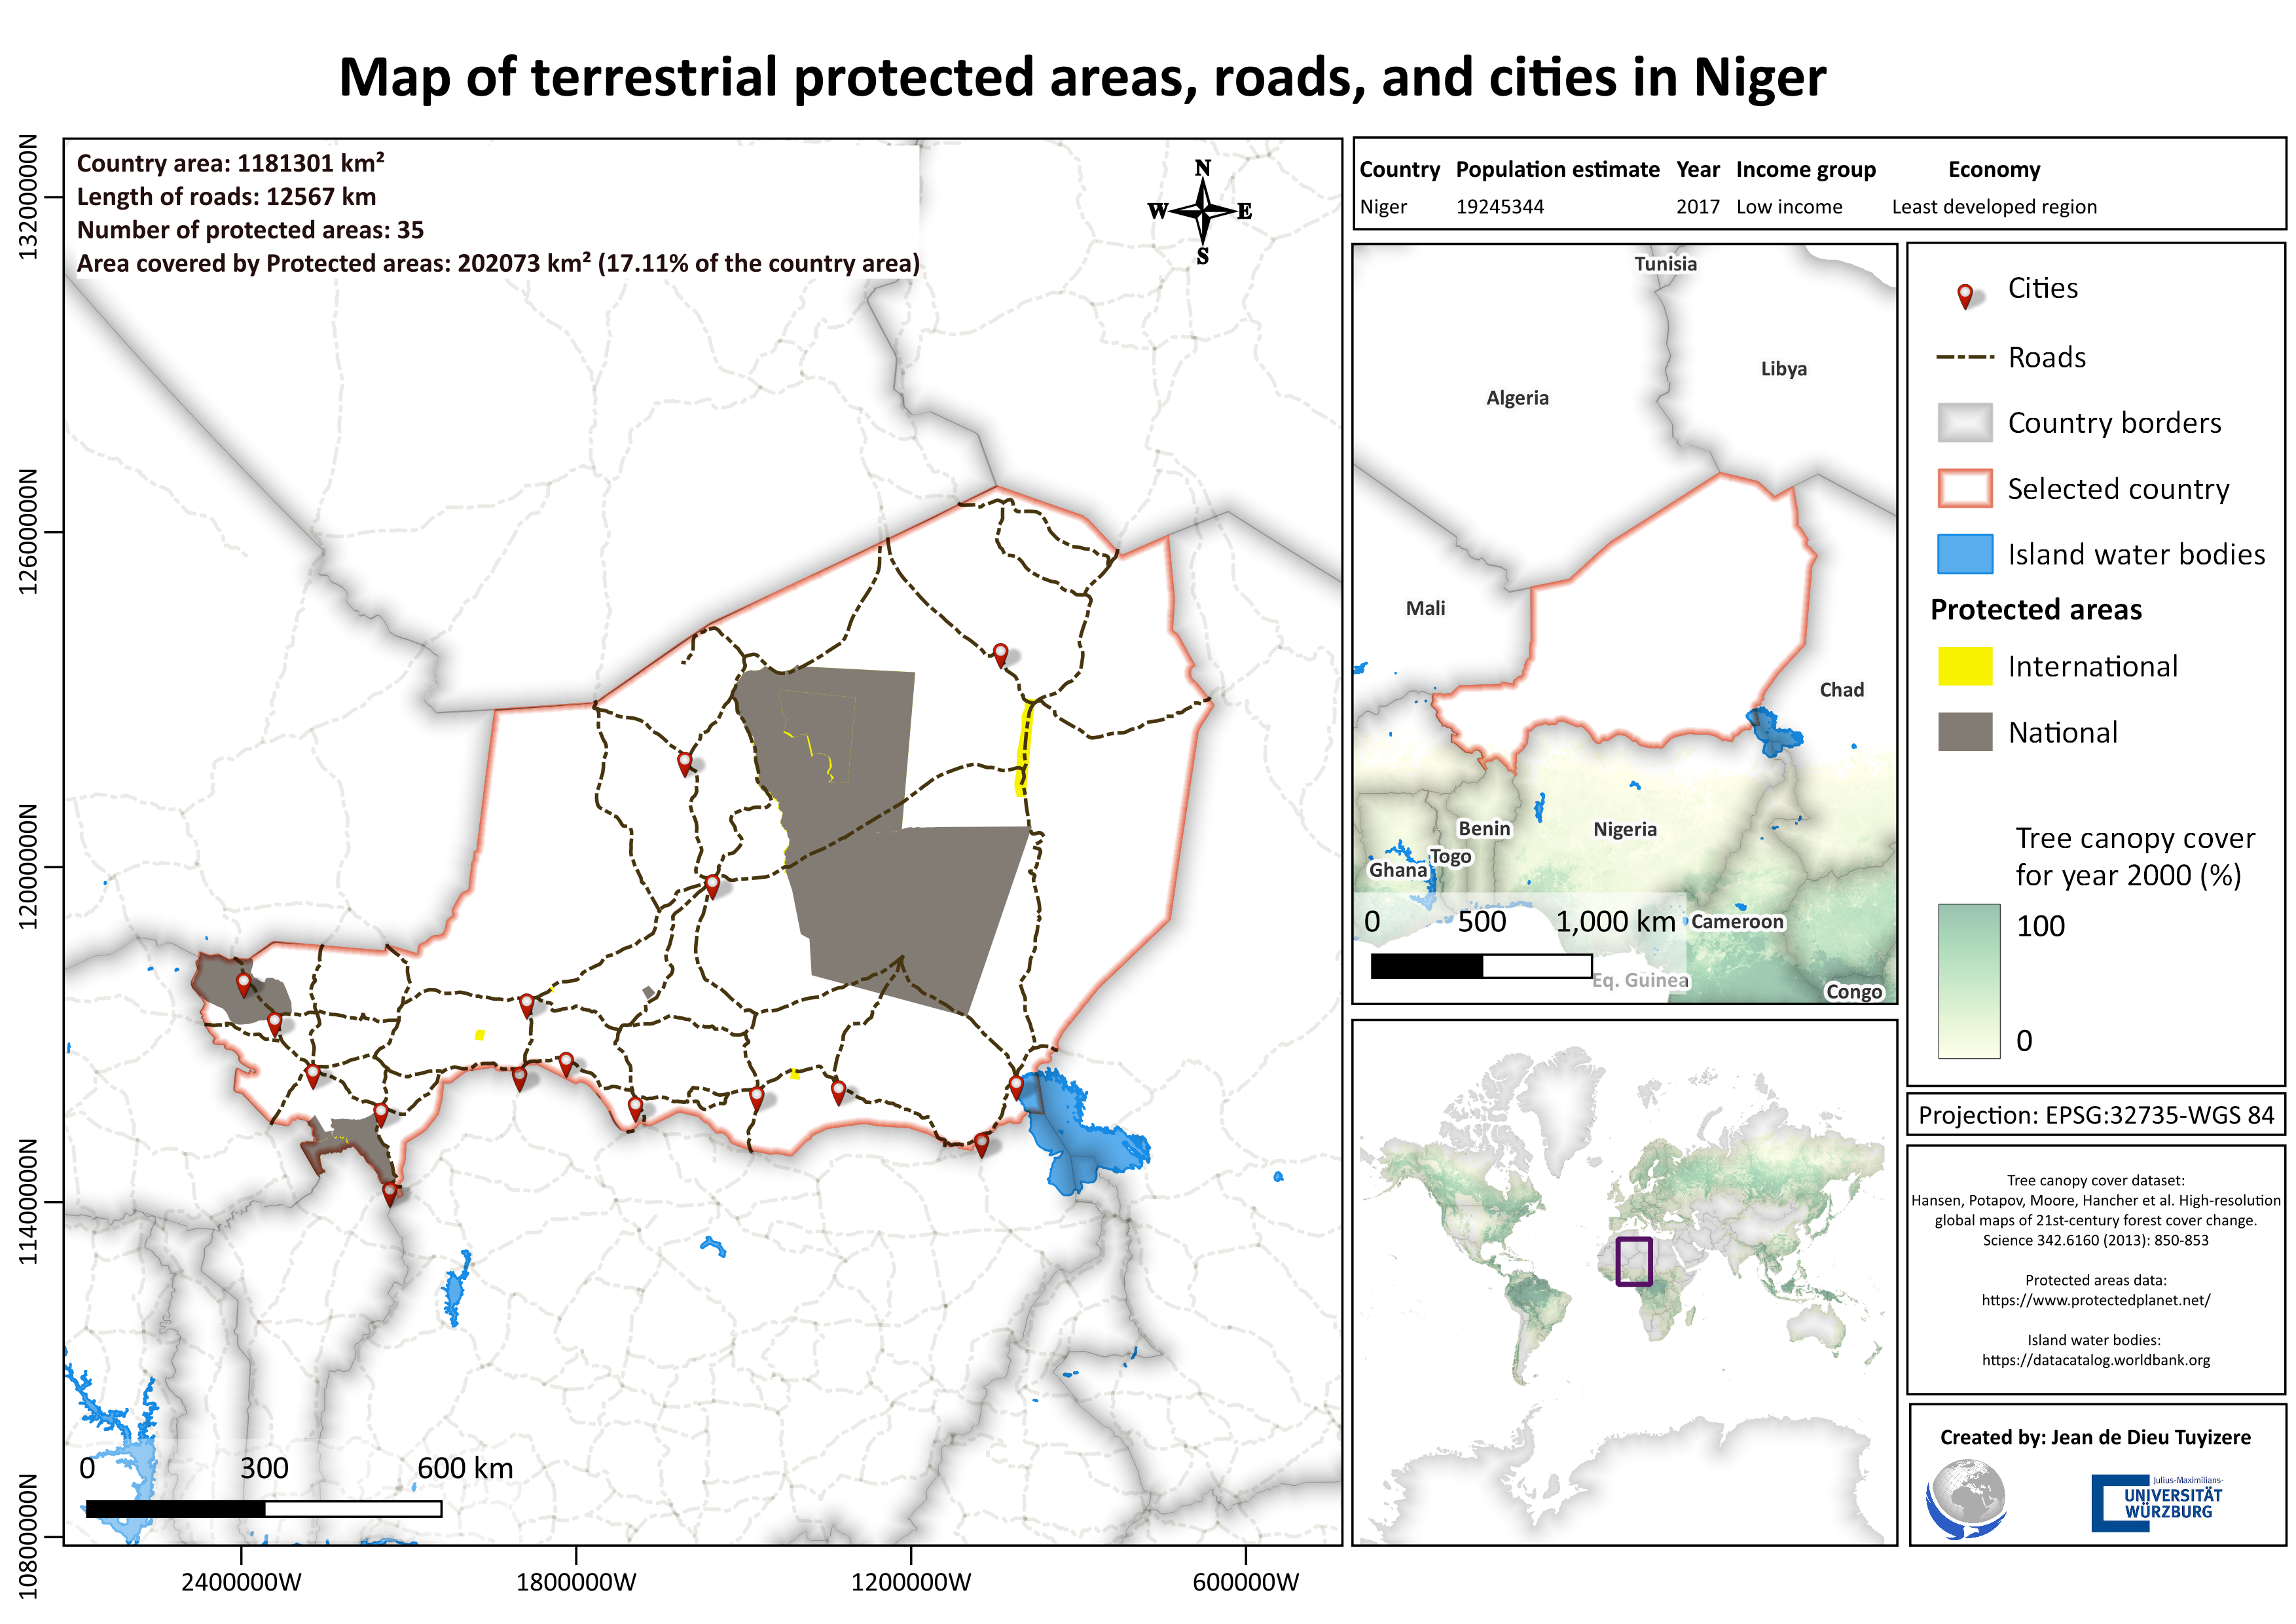 Map of terrestrial protected areas, roads, and cities in Niger
Country area: 1181301 km²
Length of roads: 12567 km
Number of protected areas: 35
Area covered by Protected areas: 202073 km² (17.11% of the country area)
N
W E
S
13200000N
12600000N
12000000N
11400000N
10800000N
2400000W 1800000W 1200000W 600000W
0 300 600 km
Country Population estimate Year Income group Economy
Niger 19245344 2017 Low income Least developed region
Tunisia
Libya
Algeria
Mali
Chad
Benin
Nigeria
Togo
Ghana
Cameroon
Eq. Guinea
Congo
0 500 1,000 km
Cities
Roads
Country borders
Selected country
Island water bodies
Protected areas
International
National
Tree canopy cover
for year 2000 (%)
100
0
Projection: EPSG:32735-WGS 84
Tree canopy cover dataset:
Hansen, Potapov, Moore, Hancher et al. High-resolution
global maps of 21st-century forest cover change.
Science 342.6160 (2013): 850-853
Protected areas data:
https://www.protectedplanet.net/
Island water bodies:
https://datacatalog.worldbank.org
Created by: Jean de Dieu Tuyizere
Julius-Maximilians-
UNIVERSITÄT
WÜRZBURG